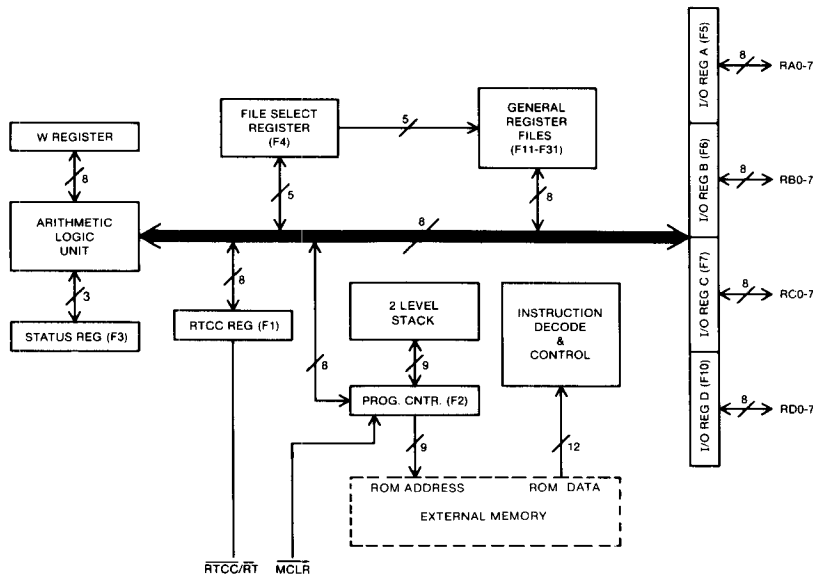 FILE SELECT
REGISTER
(F4)
5
GENERAL
REGISTER
FILES
(F11-F31)
I/O REG A (F5)
8
RA0-7
W REGISTER
8
5
8
I/O REG B (F6)
8
RB0-7
ARITHMETIC
LOGIC
UNIT
8
3
STATUS REG (F3)
8
RTCC REG (F1)
8
2 LEVEL
STACK
9
PROG. CNTR. (F2)
9
INSTRUCTION
DECODE
&
CONTROL
12
I/O REG C (F7)
8
RC0-7
I/O REG D (F10)
8
RD0-7
ROM ADDRESS
ROM DATA
EXTERNAL MEMORY
RTCC/RT
MCLR